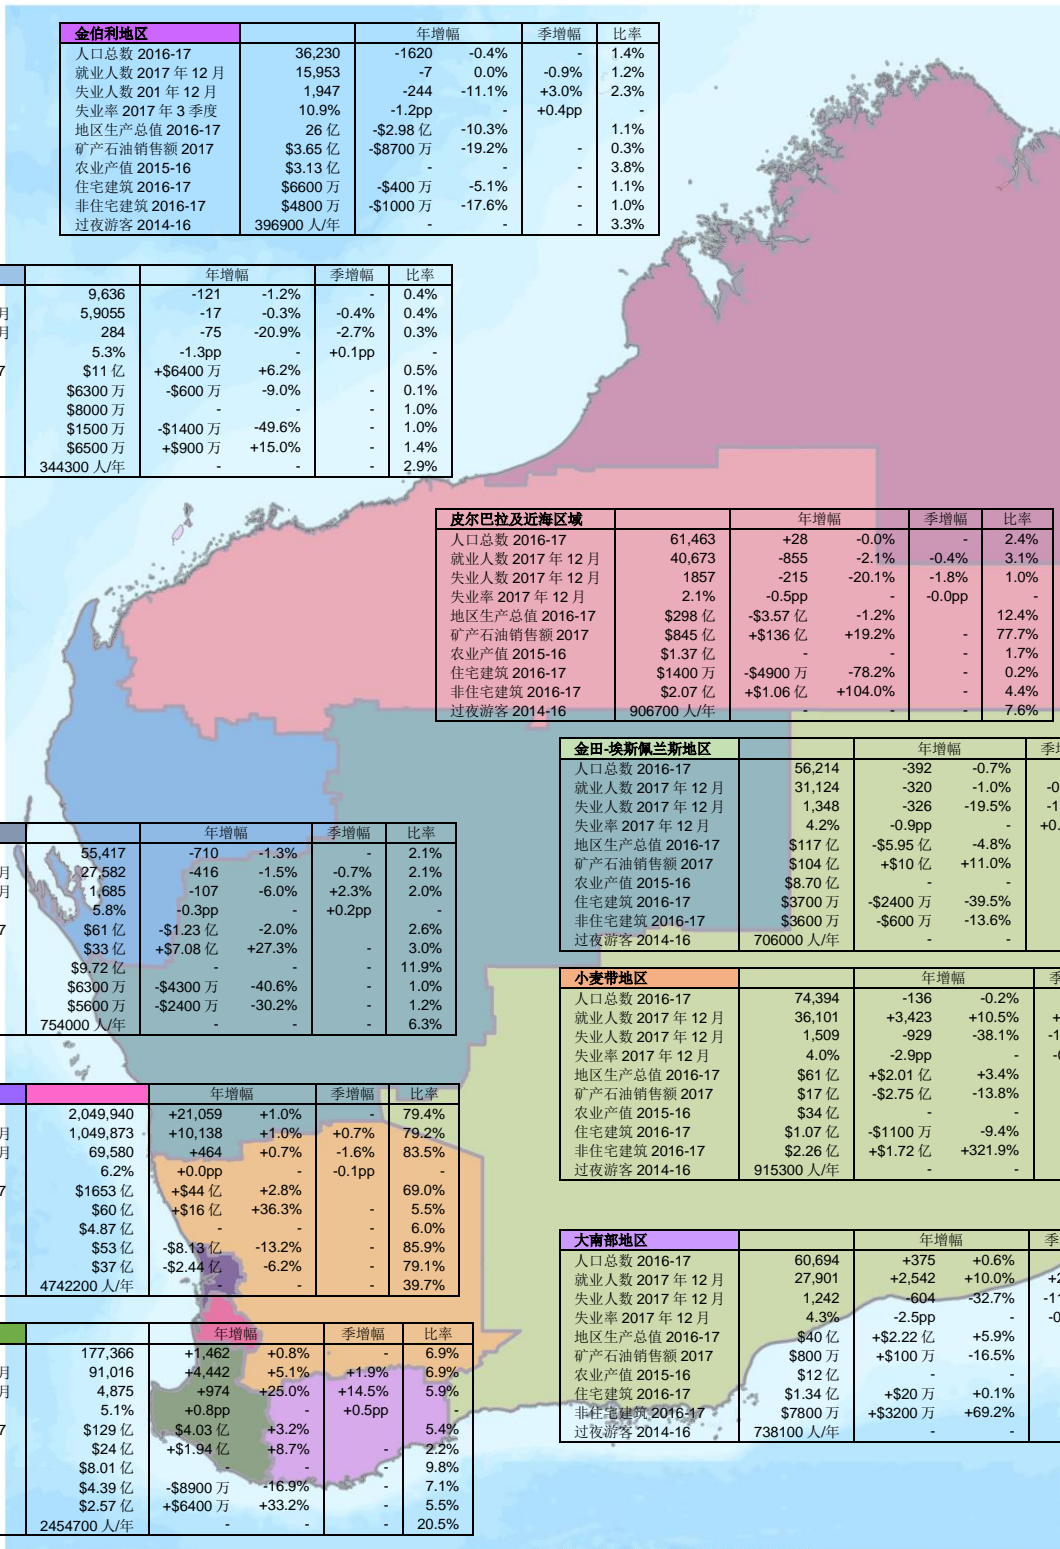 金伯利地区 年增幅 季增幅 比率
人口总数 2016-17 36,230 -1620 -0.4% - 1.4%
就业人数 2017 年 12 月 15,953 -7 0.0% -0.9% 1.2%
失业人数 201 年 12 月 1,947 -244 -11.1% +3.0% 2.3%
失业率 2017 年 3 季度 10.9% -1.2pp - +0.4pp -
地区生产总值 2016-17 26 亿 -$2.98 亿 -10.3% 1.1%
矿产石油销售额 2017 $3.65 亿 -$8700 万 -19.2% - 0.3%
农业产值 2015-16 $3.13 亿 - - - 3.8%
住宅建筑 2016-17 $6600 万 -$400 万 -5.1% - 1.1%
非住宅建筑 2016-17 $4800 万 -$1000 万 -17.6% - 1.0%
过夜游客 2014-16 396900 人/年 - - - 3.3%
年增幅 季增幅 比率
9,636 -121 -1.2% - 0.4%
月 5,9055 -17 -0.3% -0.4% 0.4%
月 284 -75 -20.9% -2.7% 0.3%
5.3% -1.3pp - +0.1pp -
7 $11 亿 +$6400 万 +6.2% 0.5%
$6300 万 -$600 万 -9.0% - 0.1%
$8000 万 - - - 1.0%
$1500 万 -$1400 万 -49.6% - 1.0%
$6500 万 +$900 万 +15.0% - 1.4%
344300 人/年 - - - 2.9%
皮尔巴拉及近海区域 年增幅 季增幅 比率
人口总数 2016-17 61,463 +28 -0.0% - 2.4%
就业人数 2017 年 12 月 40,673 -855 -2.1% -0.4% 3.1%
失业人数 2017 年 12 月 1857 -215 -20.1% -1.8% 1.0%
失业率 2017 年 12 月 2.1% -0.5pp - -0.0pp -
地区生产总值 2016-17 $298 亿 -$3.57 亿 -1.2% 12.4%
矿产石油销售额 2017 $845 亿 +$136 亿 +19.2% - 77.7%
农业产值 2015-16 $1.37 亿 - - - 1.7%
住宅建筑 2016-17 $1400 万 -$4900 万 -78.2% - 0.2%
非住宅建筑 2016-17 $2.07 亿 +$1.06 亿 +104.0% - 4.4%
过夜游客 2014-16 906700 人/年 - - - 7.6%
金田-埃斯佩兰斯地区 年增幅 季
人口总数 2016-17 56,214 -392 -0.7%
就业人数 2017 年 12 月 31,124 -320 -1.0% -0
失业人数 2017 年 12 月 1,348 -326 -19.5% -1
失业率 2017 年 12 月 4.2% -0.9pp - +0.
地区生产总值 2016-17 $117 亿 -$5.95 亿 -4.8%
矿产石油销售额 2017 $104 亿 +$10 亿 +11.0%
农业产值 2015-16 $8.70 亿 - -
住宅建筑 2016-17 $3700 万 -$2400 万 -39.5%
非住宅建筑 2016-17 $3600 万 -$600 万 -13.6%
过夜游客 2014-16 706000 人/年 - -
年增幅 季增幅 比率
55,417 -710 -1.3% - 2.1%
月 27,582 -416 -1.5% -0.7% 2.1%
月 1,685 -107 -6.0% +2.3% 2.0%
5.8% -0.3pp - +0.2pp -
7 $61 亿 -$1.23 亿 -2.0% 2.6%
$33 亿 +$7.08 亿 +27.3% - 3.0%
$9.72 亿 - - - 11.9%
$6300 万 -$4300 万 -40.6% - 1.0%
$5600 万 -$2400 万 -30.2% - 1.2%
754000 人/年 - - - 6.3%
小麦带地区 年增幅 季
人口总数 2016-17 74,394 -136 -0.2%
就业人数 2017 年 12 月 36,101 +3,423 +10.5% +
失业人数 2017 年 12 月 1,509 -929 -38.1% -1
失业率 2017 年 12 月 4.0% -2.9pp - -0
地区生产总值 2016-17 $61 亿 +$2.01 亿 +3.4%
矿产石油销售额 2017 $17 亿 -$2.75 亿 -13.8%
农业产值 2015-16 $34 亿 - -
住宅建筑 2016-17 $1.07 亿 -$1100 万 -9.4%
非住宅建筑 2016-17 $2.26 亿 +$1.72 亿 +321.9%
过夜游客 2014-16 915300 人/年 - -
年增幅 季增幅 比率
2,049,940 +21,059 +1.0% - 79.4%
月 1,049,873 +10,138 +1.0% +0.7% 79.2%
月 69,580 +464 +0.7% -1.6% 83.5%
6.2% +0.0pp - -0.1pp -
7 $1653 亿 +$44 亿 +2.8% 69.0%
$60 亿 +$16 亿 +36.3% - 5.5%
$4.87 亿 - - - 6.0%
$53 亿 -$8.13 亿 -13.2% - 85.9%
$37 亿 -$2.44 亿 -6.2% - 79.1%
4742200 人/年 - - - 39.7%
大南部地区 年增幅 季
人口总数 2016-17 60,694 +375 +0.6%
就业人数 2017 年 12 月 27,901 +2,542 +10.0% +2
失业人数 2017 年 12 月 1,242 -604 -32.7% -11
失业率 2017 年 12 月 4.3% -2.5pp - -0
地区生产总值 2016-17 $40 亿 +$2.22 亿 +5.9%
矿产石油销售额 2017 $800 万 +$100 万 -16.5%
农业产值 2015-16 $12 亿 - -
住宅建筑 2016-17 $1.34 亿 +$20 万 +0.1%
非住宅建筑 2016-17 $7800 万 +$3200 万 +69.2%
过夜游客 2014-16 738100 人/年 - -
年增幅 季增幅 比率
177,366 +1,462 +0.8% - 6.9%
月 91,016 +4,442 +5.1% +1.9% 6.9%
月 4,875 +974 +25.0% +14.5% 5.9%
5.1% +0.8pp - +0.5pp -
7 $129 亿 $4.03 亿 +3.2% 5.4%
$24 亿 +$1.94 亿 +8.7% - 2.2%
$8.01 亿 - - - 9.8%
$4.39 亿 -$8900 万 -16.9% - 7.1%
$2.57 亿 +$6400 万 +33.2% - 5.5%
2454700 人/年 - - - 20.5%